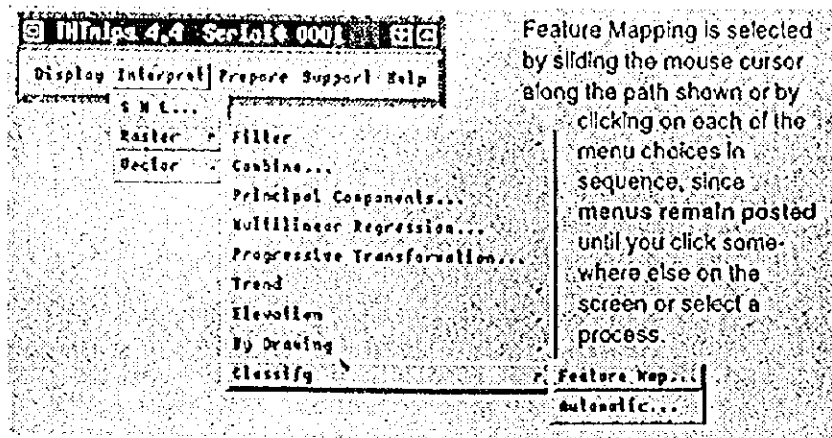 TNTmips 4.4 Serial# 0001
Display Interpret Prepare Support Help
S M L...
Raster
Vector
Filter
Combine...
Principal Components...
Multilinear Regression...
Progressive Transformation...
Trend
Elevation
By Drawing
Classify
Feature Map...
Automatic...
Feature Mapping is selected
by sliding the mouse cursor
along the path shown or by
clicking on each of the
menu choices in
sequence, since
menus remain posted
until you click some-
where else on the
screen or select a
process.